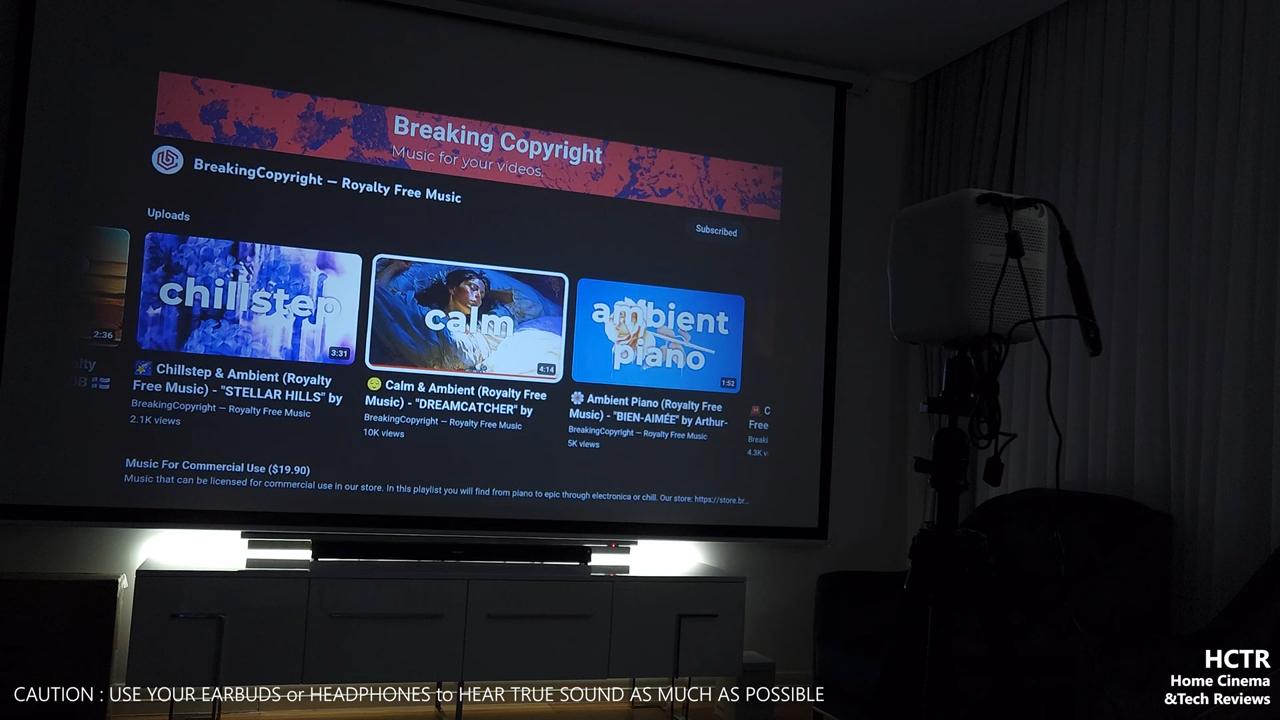 Breaking Copyright
Music for your videos.
BreakingCopyright — Royalty Free Music
Uploads
Subscribed
chillstep
calm
ambient
piano
2:36
3:31
4:14
1:52
🌠 Chillstep & Ambient (Royalty
Free Music) - "STELLAR HILLS" by
BreakingCopyright — Royalty Free Music
2.1K views
😌 Calm & Ambient (Royalty Free
Music) - "DREAMCATCHER" by
BreakingCopyright — Royalty Free Music
10K views
🌸 Ambient Piano (Royalty Free
Music) - "BIEN-AIMÉE" by Arthur-
BreakingCopyright — Royalty Free Music
5K views
Free
4.3K v
Music For Commercial Use ($19.90)
Music that can be licensed for commercial use in our store. In this playlist you will find from piano to epic through electronica or chill. Our store: https://store.br...
CAUTION : USE YOUR EARBUDS or HEADPHONES to HEAR TRUE SOUND AS MUCH AS POSSIBLE
HCTR
Home Cinema
&Tech Reviews